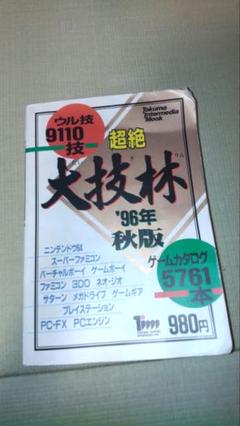 Tokuma
Intermedia
Mook
ウル技
9110
技
超絶
大技林
'96年
秋版
ニンテンドウ64
スーパーファミコン
バーチャルボーイ ゲームボーイ
ファミコン 3DO ネオ・ジオ
サターン メガドライブ ゲームギア
プレイステーション
PC-FX PCエンジン
ゲームカタログ
5761
本
980円